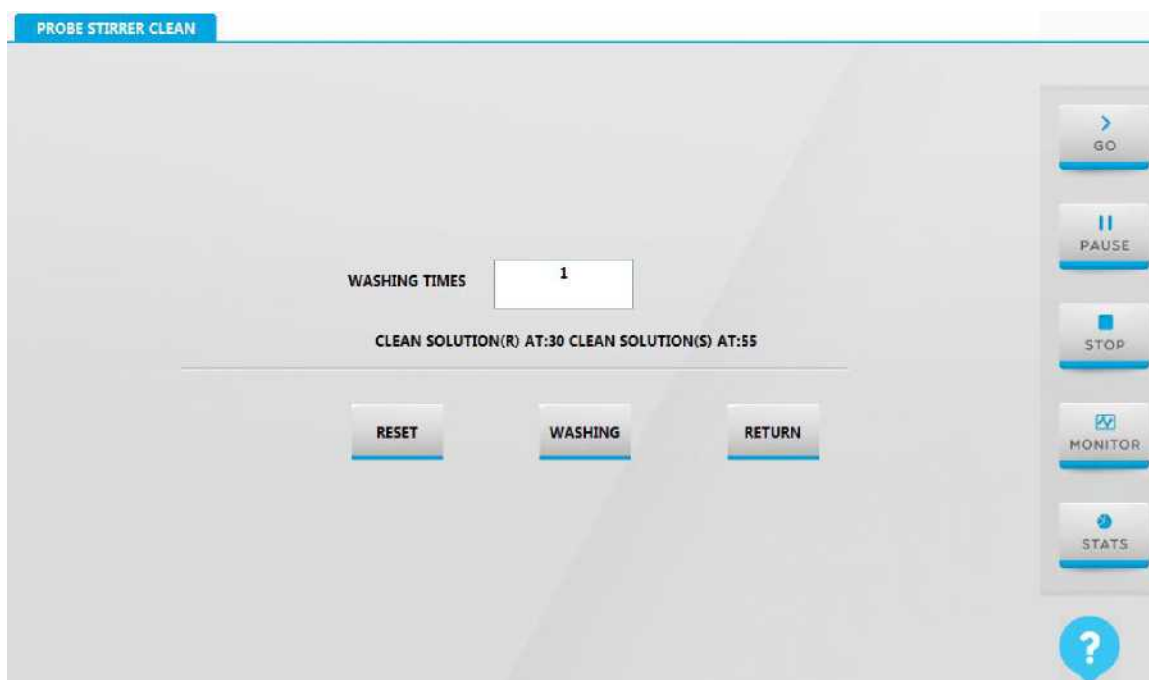 PROBE STIRRER CLEAN
WASHING TIMES 1
CLEAN SOLUTION(R) AT:30 CLEAN SOLUTION(S) AT:55
RESET WASHING RETURN
GO
PAUSE
STOP
MONITOR
STATS
?